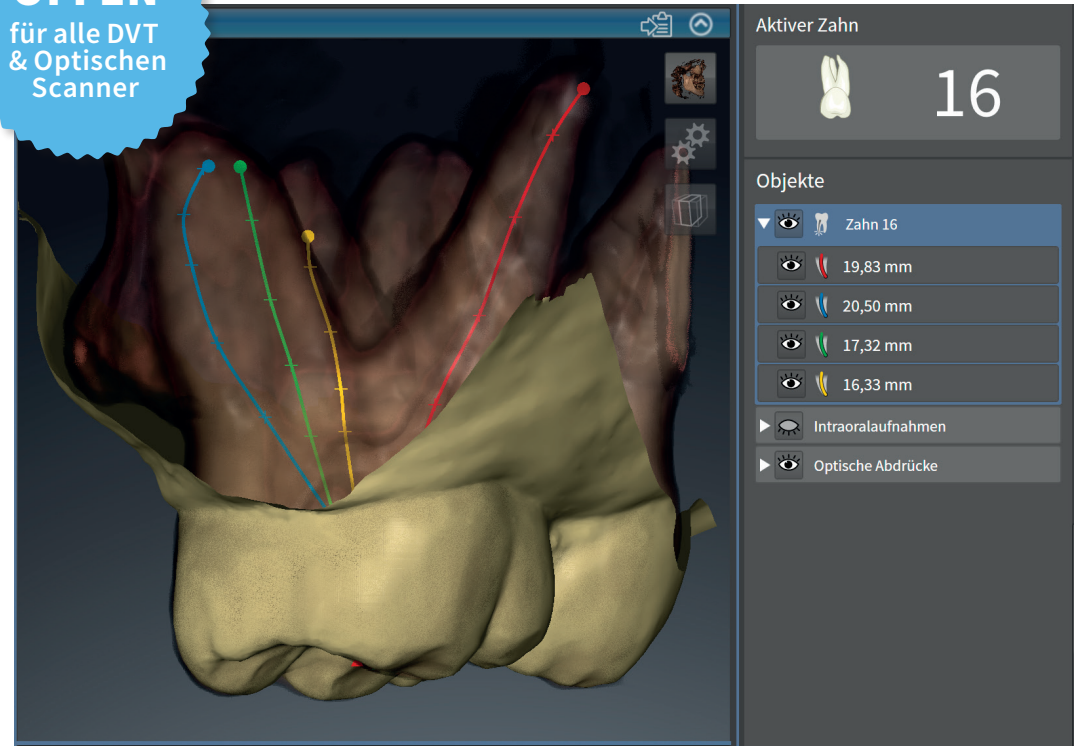 OFFEN
für alle DVT
& Optischen
Scanner
Aktiver Zahn
16
Objekte
Zahn 16
19,83 mm
20,50 mm
17,32 mm
16,33 mm
Intraoralaufnahmen
Optische Abdrücke